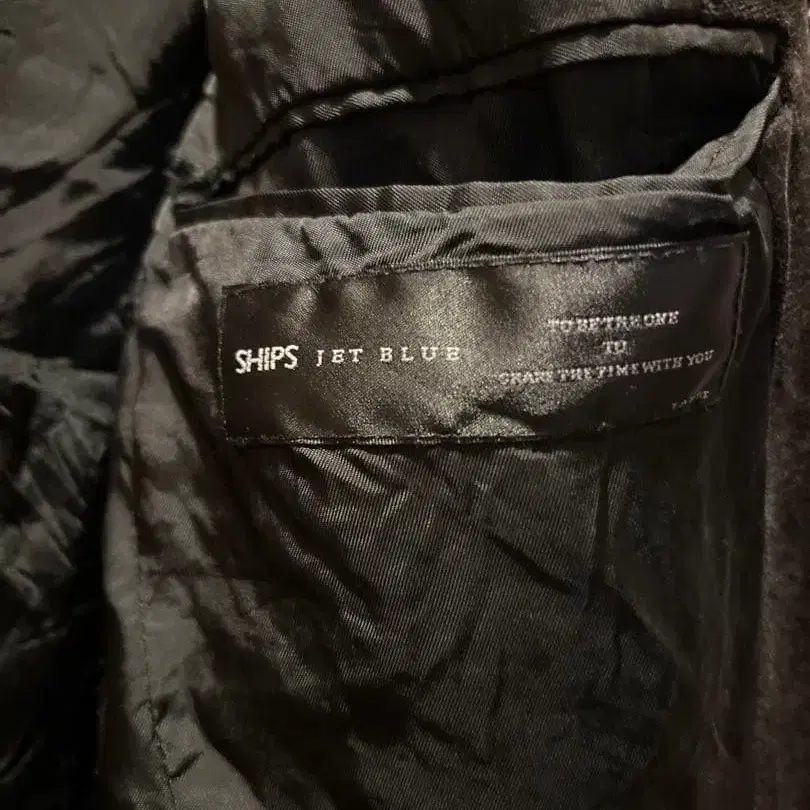 SHIPS JET BLUE
TO BE THE ONE
TO
SHARE THE TIME WITH YOU